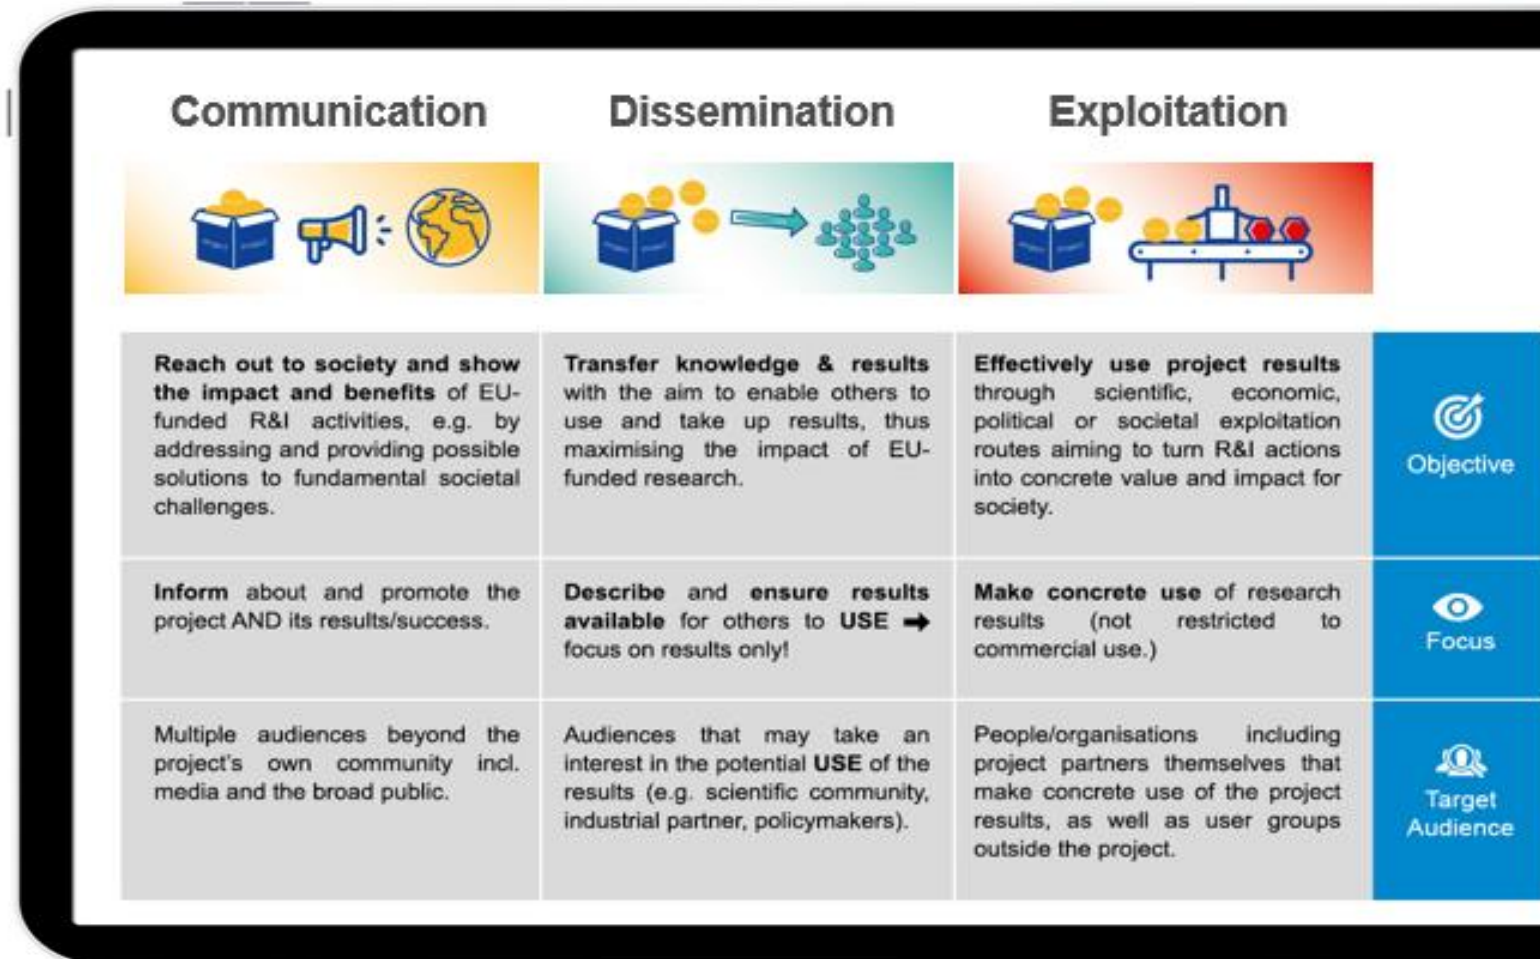 Communication
Dissemination
Exploitation
Reach out to society and show
the impact and benefits of EU-
funded R&I activities, e.g. by
addressing and providing possible
solutions to fundamental societal
challenges.
Transfer knowledge & results
with the aim to enable others to
use and take up results, thus
maximising the impact of EU-
funded research.
Effectively use project results
through scientific, economic,
political or societal exploitation
routes aiming to turn R&I actions
into concrete value and impact for
society.
Objective
Inform about and promote the
project AND its results/success.
Describe and ensure results
available for others to USE ➡
focus on results only!
Make concrete use of research
results (not restricted to
commercial use.)
Focus
Multiple audiences beyond the
project's own community incl.
media and the broad public.
Audiences that may take an
interest in the potential USE of the
results (e.g. scientific community,
industrial partner, policymakers).
People/organisations including
project partners themselves that
make concrete use of the project
results, as well as user groups
outside the project.
Target
Audience